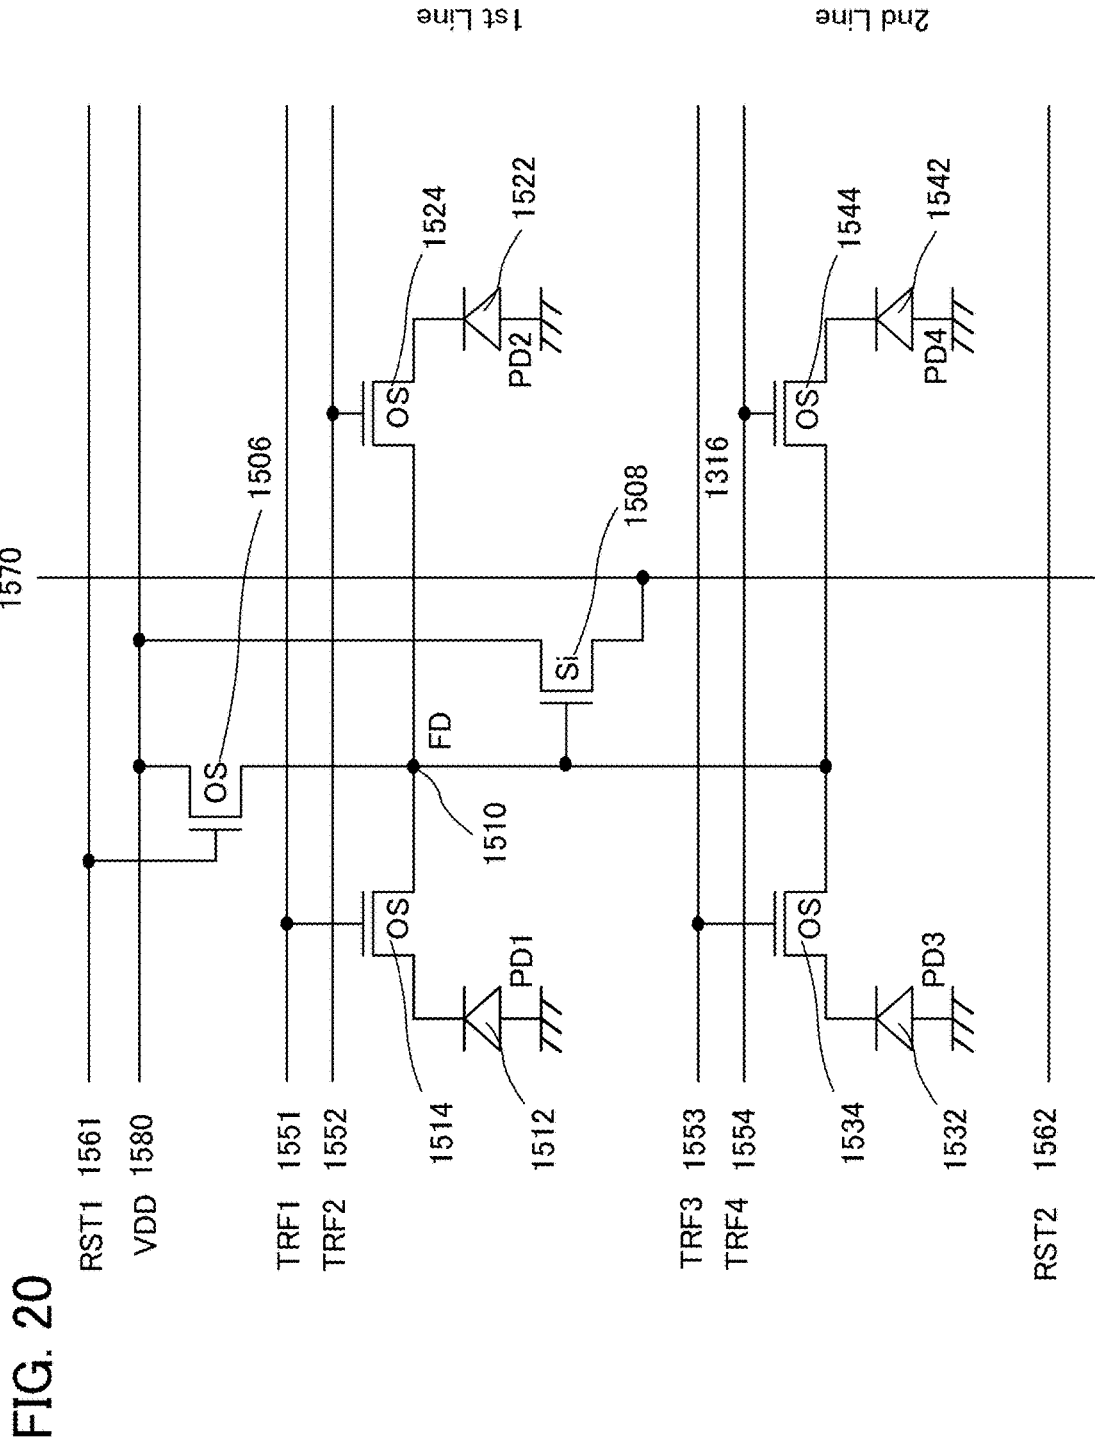 FIG. 20
1570
RST1 1561
VDD 1580
OS
1506
TRF1 1551
TRF2 1552
1514
OS
FD
OS
1524
1512
PD1
1510
PD2
1522
1st Line
Si
1508
TRF3 1553
TRF4 1554
1316
1534
OS
OS
1544
1532
PD3
PD4
1542
2nd Line
RST2 1562